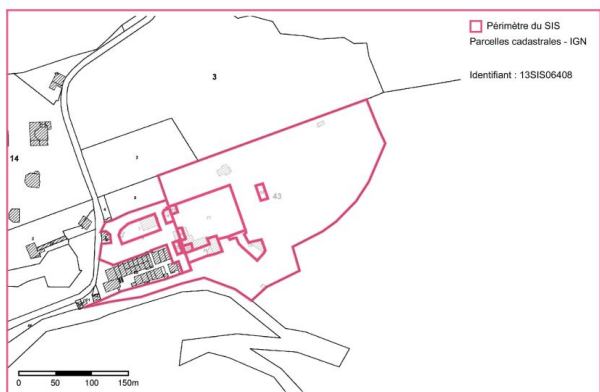 Périmètre du SIS
Parcelles cadastrales - IGN
Identifiant : 13SIS06408
3
14
43
0 50 100 150m